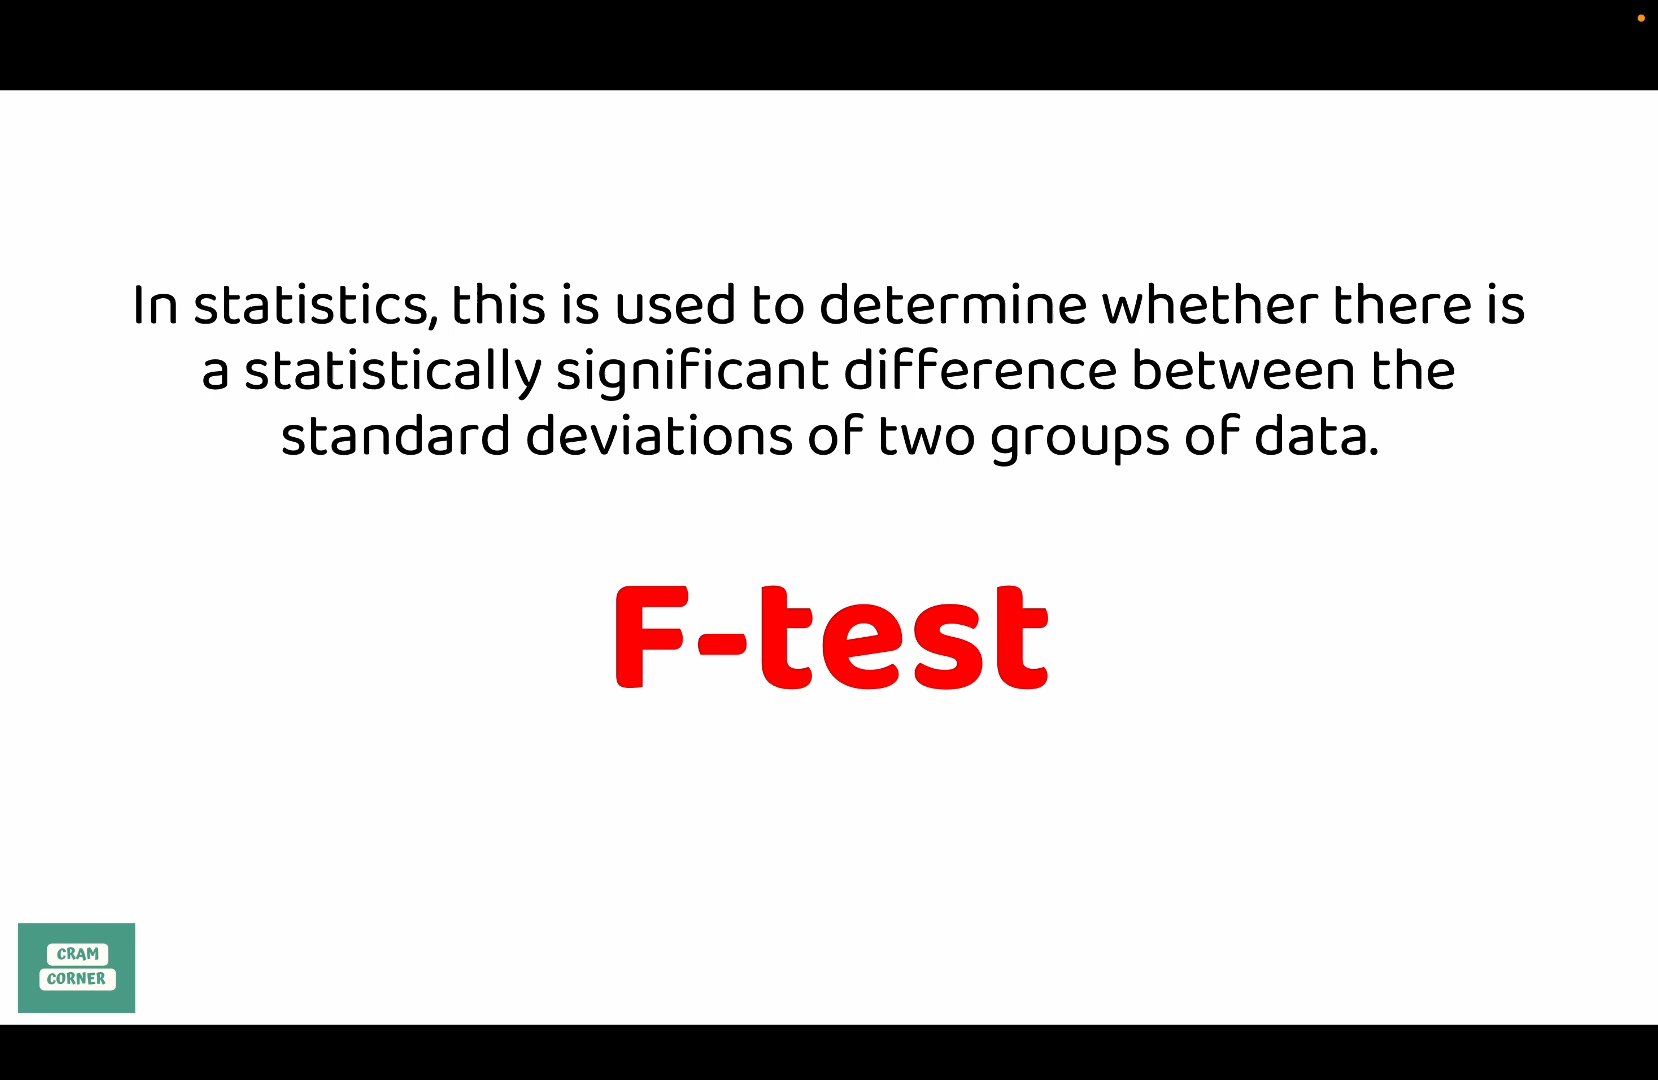 In statistics, this is used to determine whether there is
a statistically significant difference between the
standard deviations of two groups of data.
F-test
CRAM
CORNER